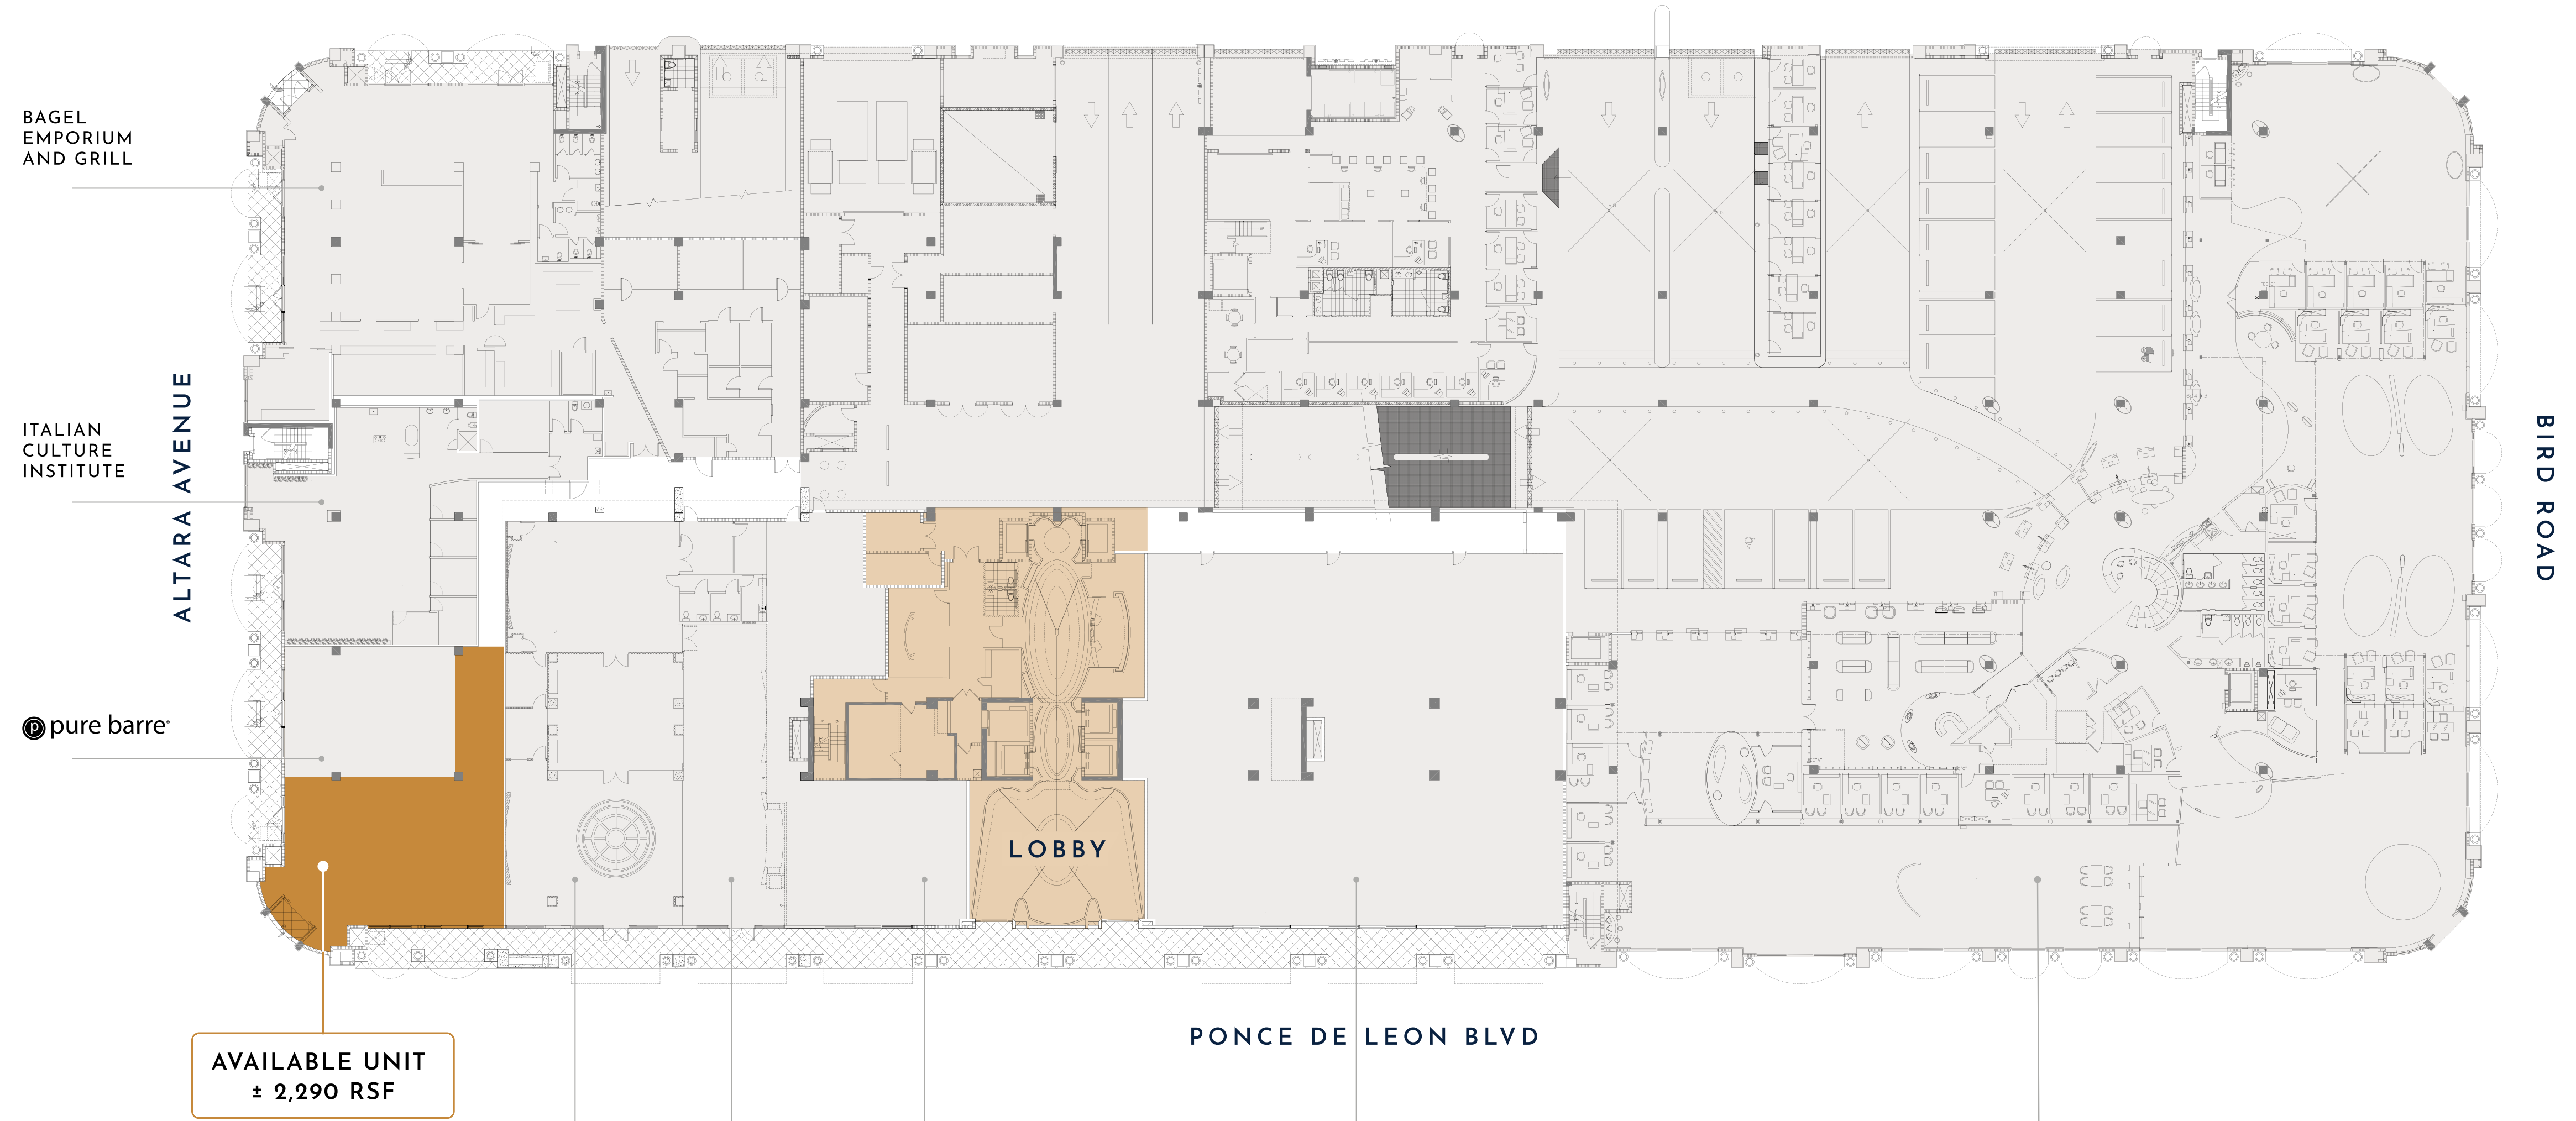 BAGEL
EMPORIUM
AND GRILL
ITALIAN
CULTURE
INSTITUTE
ALTARA AVENUE
BIRD ROAD
p pure barre®
LOBBY
PONCE DE LEON BLVD
AVAILABLE UNIT
± 2,290 RSF